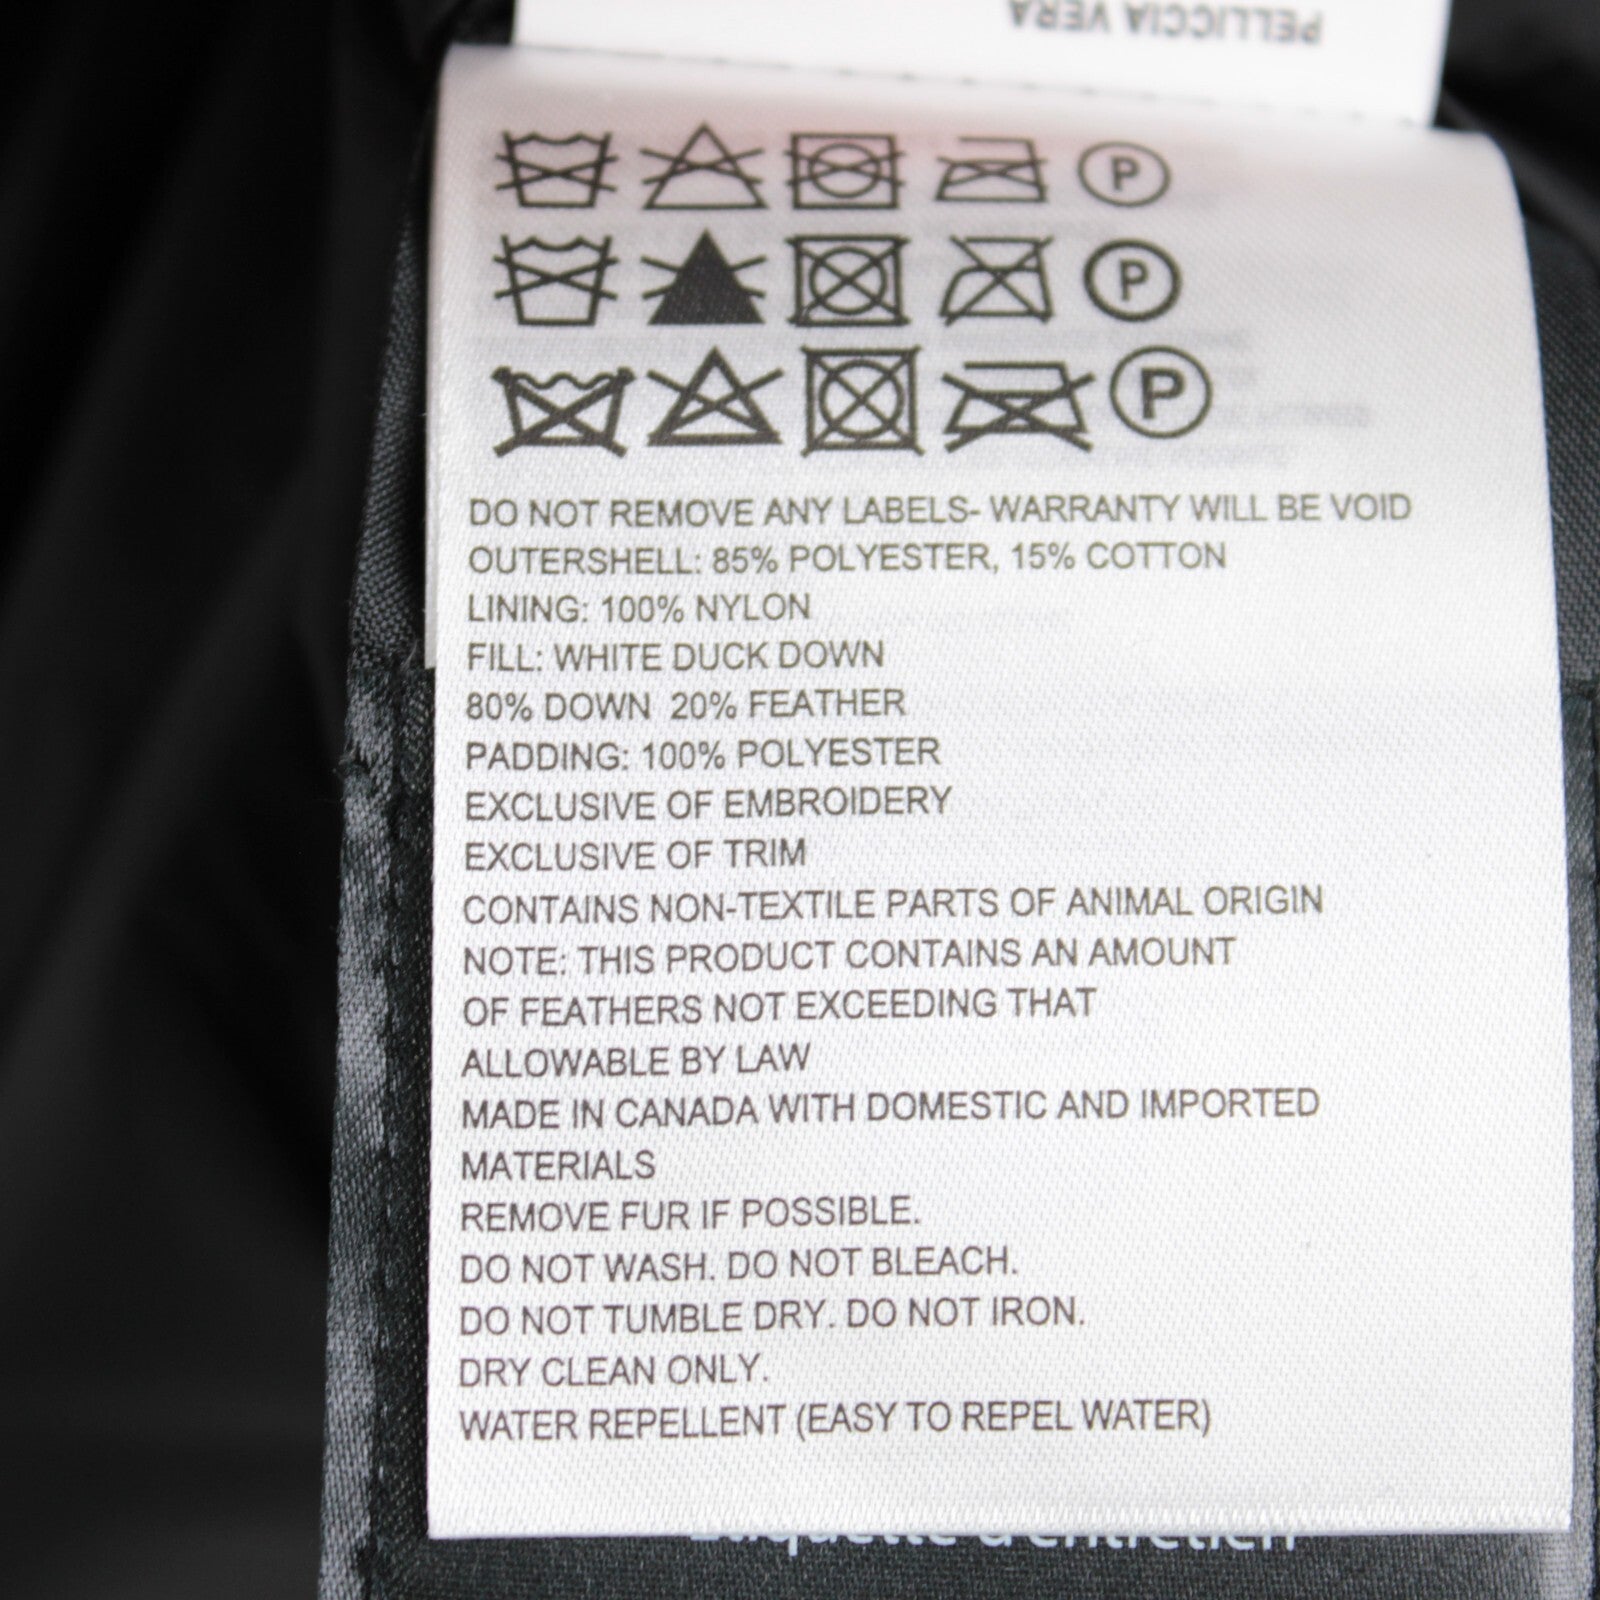 PELLICCIA VERA
P
P
P
DO NOT REMOVE ANY LABELS- WARRANTY WILL BE VOID
OUTERSHELL: 85% POLYESTER, 15% COTTON
LINING: 100% NYLON
FILL: WHITE DUCK DOWN
80% DOWN 20% FEATHER
PADDING: 100% POLYESTER
EXCLUSIVE OF EMBROIDERY
EXCLUSIVE OF TRIM
CONTAINS NON-TEXTILE PARTS OF ANIMAL ORIGIN
NOTE: THIS PRODUCT CONTAINS AN AMOUNT
OF FEATHERS NOT EXCEEDING THAT
ALLOWABLE BY LAW
MADE IN CANADA WITH DOMESTIC AND IMPORTED
MATERIALS
REMOVE FUR IF POSSIBLE.
DO NOT WASH. DO NOT BLEACH.
DO NOT TUMBLE DRY. DO NOT IRON.
DRY CLEAN ONLY.
WATER REPELLENT (EASY TO REPEL WATER)
Etiquette d'entretien